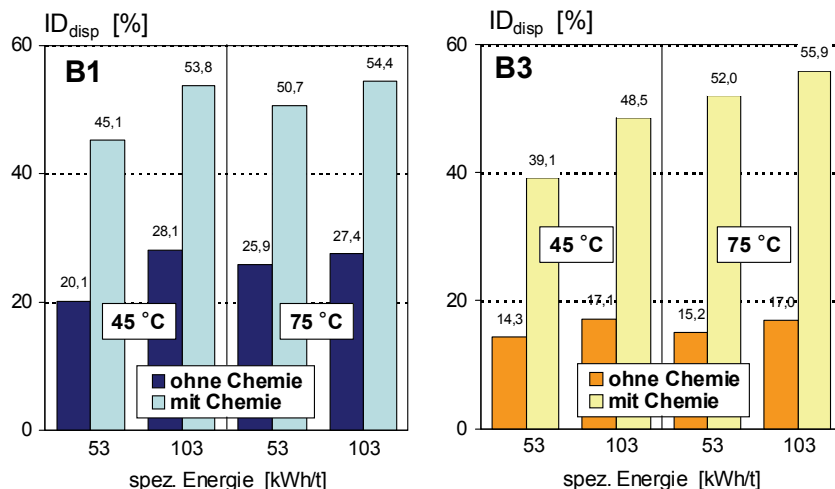 ID_disp [%]
60
B1
53,8
54,4
50,7
45,1
40
28,1
27,4
25,9
20,1
20
45 °C
75 °C
ohne Chemie
mit Chemie
0
53 103 53 103
spez. Energie [kWh/t]
ID_disp [%]
60
B3
55,9
52,0
48,5
39,1
40
45 °C
75 °C
20
17,1
17,0
15,2
14,3
ohne Chemie
mit Chemie
0
53 103 53 103
spez. Energie [kWh/t]